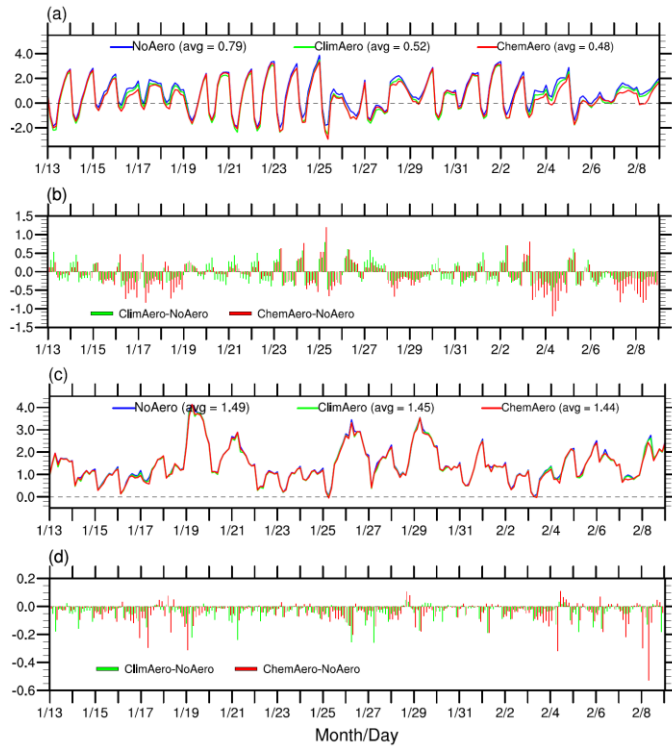 (a)
NoAero (avg = 0.79) ClimAero (avg = 0.52) ChemAero (avg = 0.48)
4.0
2.0
0.0
-2.0
1/13 1/15 1/17 1/19 1/21 1/23 1/25 1/27 1/29 1/31 2/2 2/4 2/6 2/8
(b)
1.5
1.0
0.5
0.0
-0.5
-1.0
-1.5
ClimAero-NoAero ChemAero-NoAero
1/13 1/15 1/17 1/19 1/21 1/23 1/25 1/27 1/29 1/31 2/2 2/4 2/6 2/8
(c)
NoAero (avg = 1.49) ClimAero (avg = 1.45) ChemAero (avg = 1.44)
4.0
3.0
2.0
1.0
0.0
1/13 1/15 1/17 1/19 1/21 1/23 1/25 1/27 1/29 1/31 2/2 2/4 2/6 2/8
(d)
0.2
0.0
-0.2
-0.4
-0.6
ClimAero-NoAero ChemAero-NoAero
1/13 1/15 1/17 1/19 1/21 1/23 1/25 1/27 1/29 1/31 2/2 2/4 2/6 2/8
Month/Day